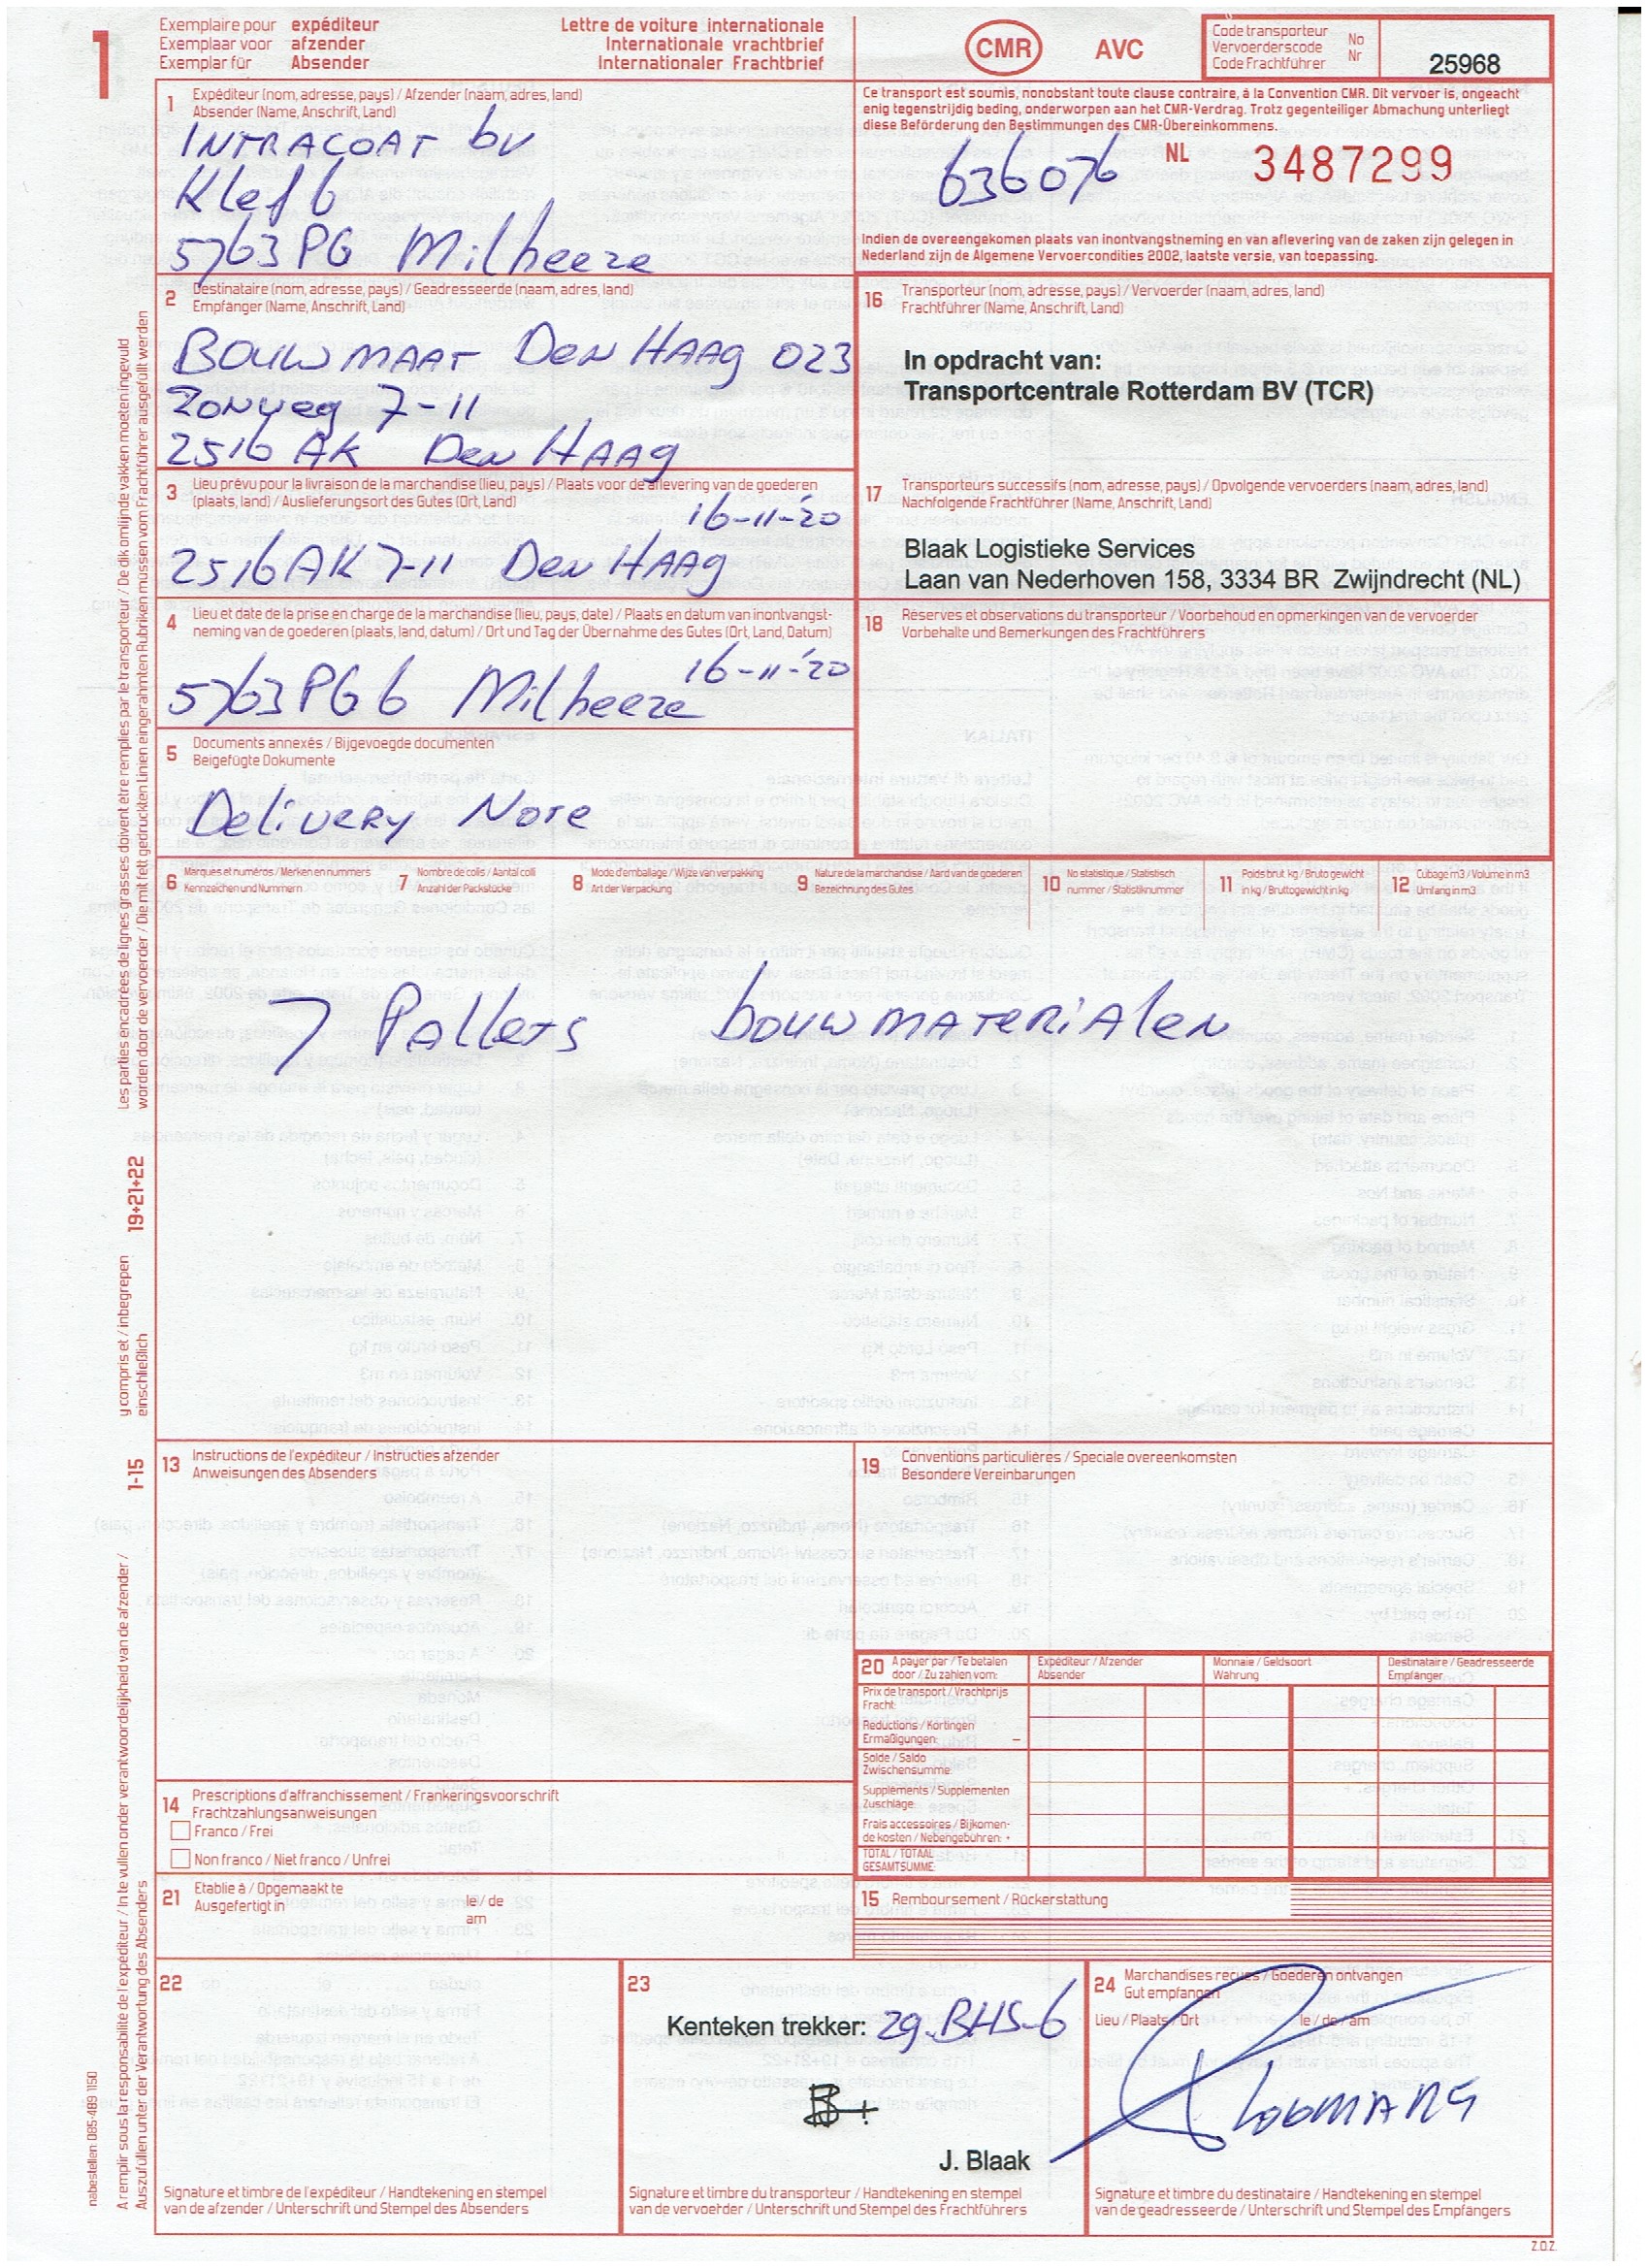 1
Exemplaire pour expéditeur
Exemplaar voor afzender
Exemplar für Absender
Lettre de voiture internationale
Internationale vrachtbrief
Internationaler Frachtbrief
CMR
AVC
Code transporteur
Vervoerderscode
Code Frachtführer
No
Nr
25968
1 Expéditeur (nom, adresse, pays) / Afzender (naam, adres, land)
Absender (Name, Anschrift, Land)
INTRACOAT bv
Klef 6
5763 PG Milheeze
Ce transport est soumis, nonobstant toute clause contraire, à la Convention CMR. Dit vervoer is, ongeacht
enig tegenstrijdig beding, onderworpen aan het CMR-Verdrag. Trotz gegenteiliger Abmachung unterliegt
diese Beförderung den Bestimmungen des CMR-Übereinkommens.
636076 NL 3487299
Indien de overeengekomen plaats van inontvangstneming en van aflevering van de zaken zijn gelegen in
Nederland zijn de Algemene Vervoercondities 2002, laatste versie, van toepassing.
2 Destinataire (nom, adresse, pays) / Geadresseerde (naam, adres, land)
Empfänger (Name, Anschrift, Land)
BOUWMAAT Den HAAg 023
Zonweg 7-11
2516 AK Den HAAg
16 Transporteur (nom, adresse, pays) / Vervoerder (naam, adres, land)
Frachtführer (Name, Anschrift, Land)
In opdracht van:
Transportcentrale Rotterdam BV (TCR)
3 Lieu prévu pour la livraison de la marchandise (lieu, pays) / Plaats voor de aflevering van de goederen
(plaats, land) / Auslieferungsort des Gutes (Ort, Land)
16-11-'20
2516 AK 7-11 Den HAAg
17 Transporteurs successifs (nom, adresse, pays) / Opvolgende vervoerders (naam, adres, land)
Nachfolgende Frachtführer (Name, Anschrift, Land)
Blaak Logistieke Services
Laan van Nederhoven 158, 3334 BR Zwijndrecht (NL)
4 Lieu et date de la prise en charge de la marchandise (lieu, pays, date) / Plaats en datum van inontvangst-
neming van de goederen (plaats, land, datum) / Ort und Tag der Übernahme des Gutes (Ort, Land, Datum)
16-11-'20
5763 PG 6 Milheeze
18 Réserves et observations du transporteur / Voorbehoud en opmerkingen van de vervoerder
Vorbehalte und Bemerkungen des Frachtführers
5 Documents annexés / Bijgevoegde documenten
Beigefügte Dokumente
Delivery Note
6 Marques et numéros / Merken en nummers
Kennzeichen und Nummern
7 Nombre de colis / Aantal colli
Anzahl der Packstücke
8 Mode d'emballage / Wijze van verpakking
Art der Verpackung
9 Nature de la marchandise / Aard van de goederen
Bezeichnung des Gutes
10 No statistique / Statistisch
nummer / Statistiknummer
11 Poids brut kg / Bruto gewicht
in kg / Bruttogewicht in kg
12 Cubage m3 / Volume in m3
Umfang in m3
7 Pallets bouwmaterialen
13 Instructions de l'expéditeur / Instructies afzender
Anweisungen des Absenders
19 Conventions particulières / Speciale overeenkomsten
Besondere Vereinbarungen
20 A payer par / Te betalen
door / Zu zahlen vom:
Expéditeur / Afzender
Absender
Monnaie / Geldsoort
Währung
Destinataire / Geadresseerde
Empfänger
Prix de transport / Vrachtprijs
Fracht:
Réductions / Kortingen
Ermäßigungen: –
Solde / Saldo
Zwischensumme:
Suppléments / Supplementen
Zuschläge:
Frais accessoires / Bijkomen-
de kosten / Nebengebühren: +
TOTAL / TOTAAL:
GESAMTSUMME:
14 Prescriptions d'affranchissement / Frankeringsvoorschrift
Frachtzahlungsanweisungen
Franco / Frei
Non franco / Niet franco / Unfrei
21 Etablie à / Opgemaakt te
Ausgefertigt in
le / de
am
15 Remboursement / Rückerstattung
22
Signature et timbre de l'expéditeur / Handtekening en stempel
van de afzender / Unterschrift und Stempel des Absenders
23
Kenteken trekker: 29-BHS-6
J. Blaak
Signature et timbre du transporteur / Handtekening en stempel
van de vervoerder / Unterschrift und Stempel des Frachtführers
24 Marchandises reçues / Goederen ontvangen
Gut empfangen
Lieu / Plaats / Ort
le / de / am
Signature et timbre du destinataire / Handtekening en stempel
van de geadresseerde / Unterschrift und Stempel des Empfängers
Z.O.Z.
Les parties encadrées de lignes grasses doivent être remplies par le transporteur / De dik omlijnde vakken moeten ingevuld
worden door de vervoerder / Die mit fett gedruckten Linien eingerahmten Rubriken müssen vom Frachtführer ausgefüllt werden
19+21+22
y compris et / inbegrepen
einschließlich
1-15
A remplir sous la responsabilité de l'expéditeur / In te vullen onder verantwoordelijkheid van de afzender /
Auszufüllen unter der Verantwortung des Absenders
nabestellen: 085-489 1150